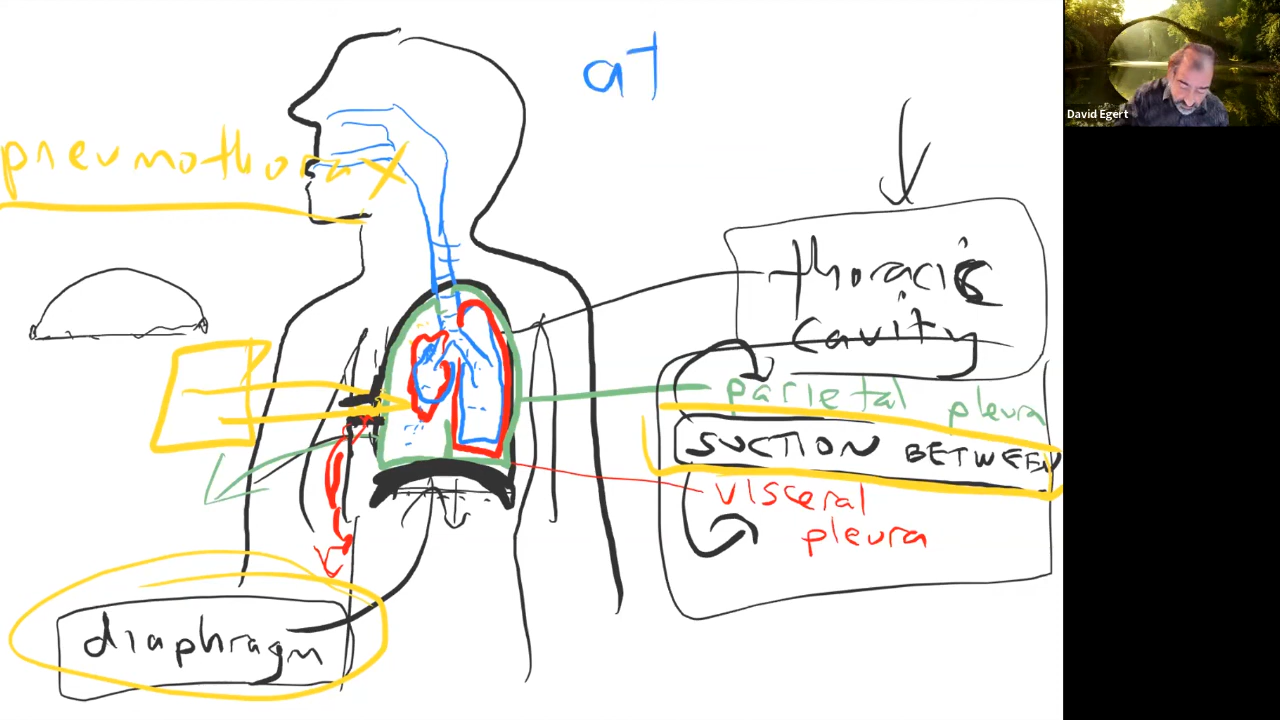 at
David Egert
pneumothorax
thoracic
cavity
parietal pleura
SUCTION BETWEEN
visceral
pleura
diaphragm